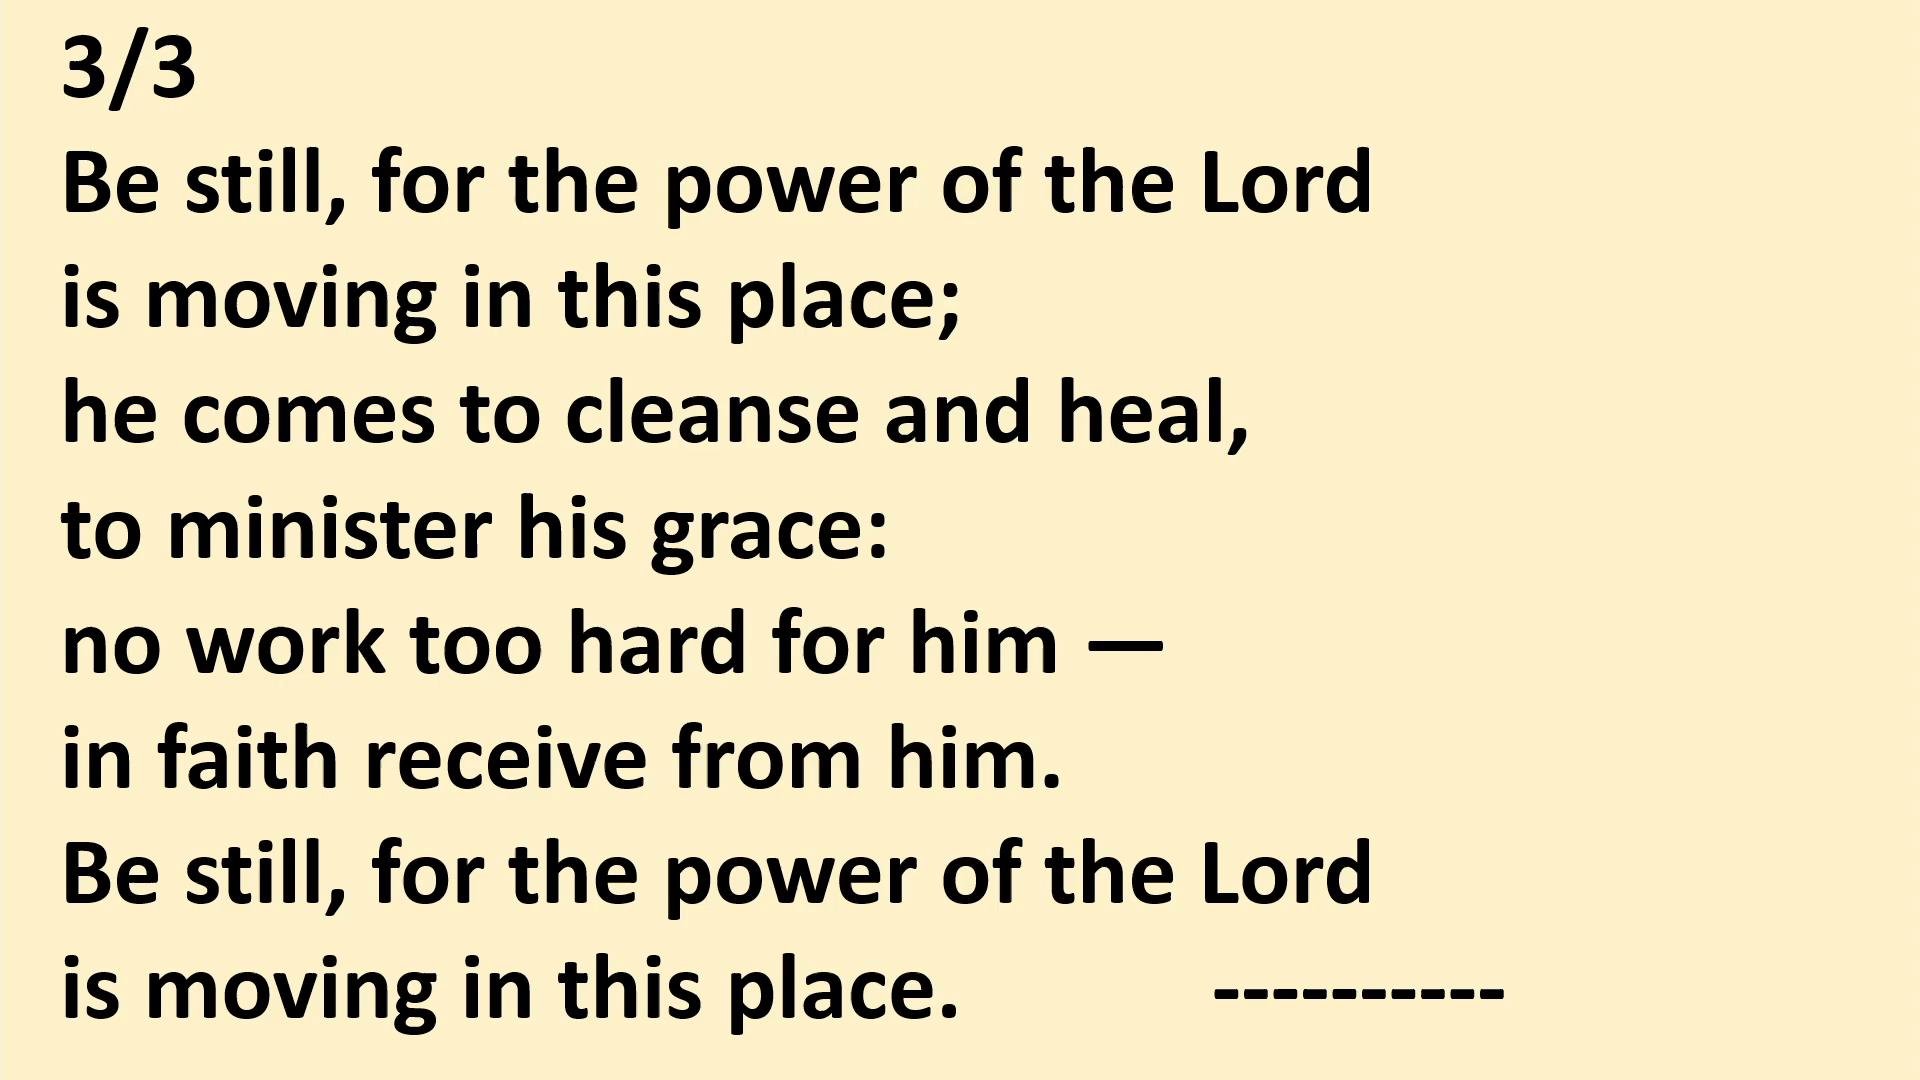 3/3
Be still, for the power of the Lord
is moving in this place;
he comes to cleanse and heal,
to minister his grace:
no work too hard for him —
in faith receive from him.
Be still, for the power of the Lord
is moving in this place. ----------